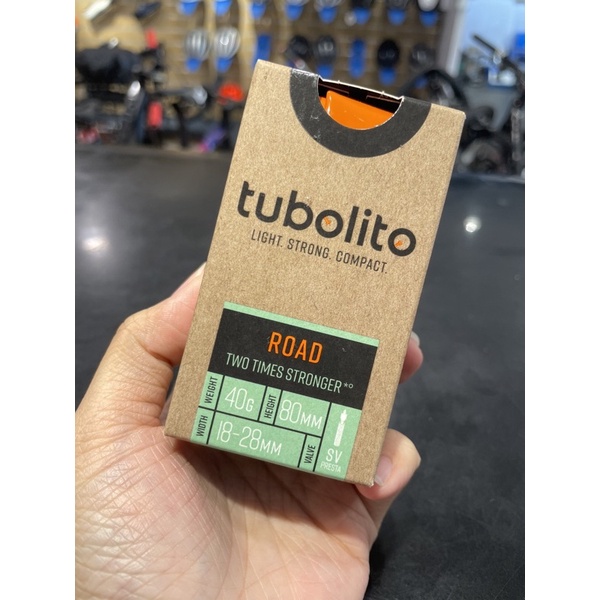 tubolito
LIGHT. STRONG. COMPACT.
ROAD
TWO TIMES STRONGER*°
WEIGHT 40G HEIGHT 80MM
WIDTH 18-28MM VALVE SV
PRESTA